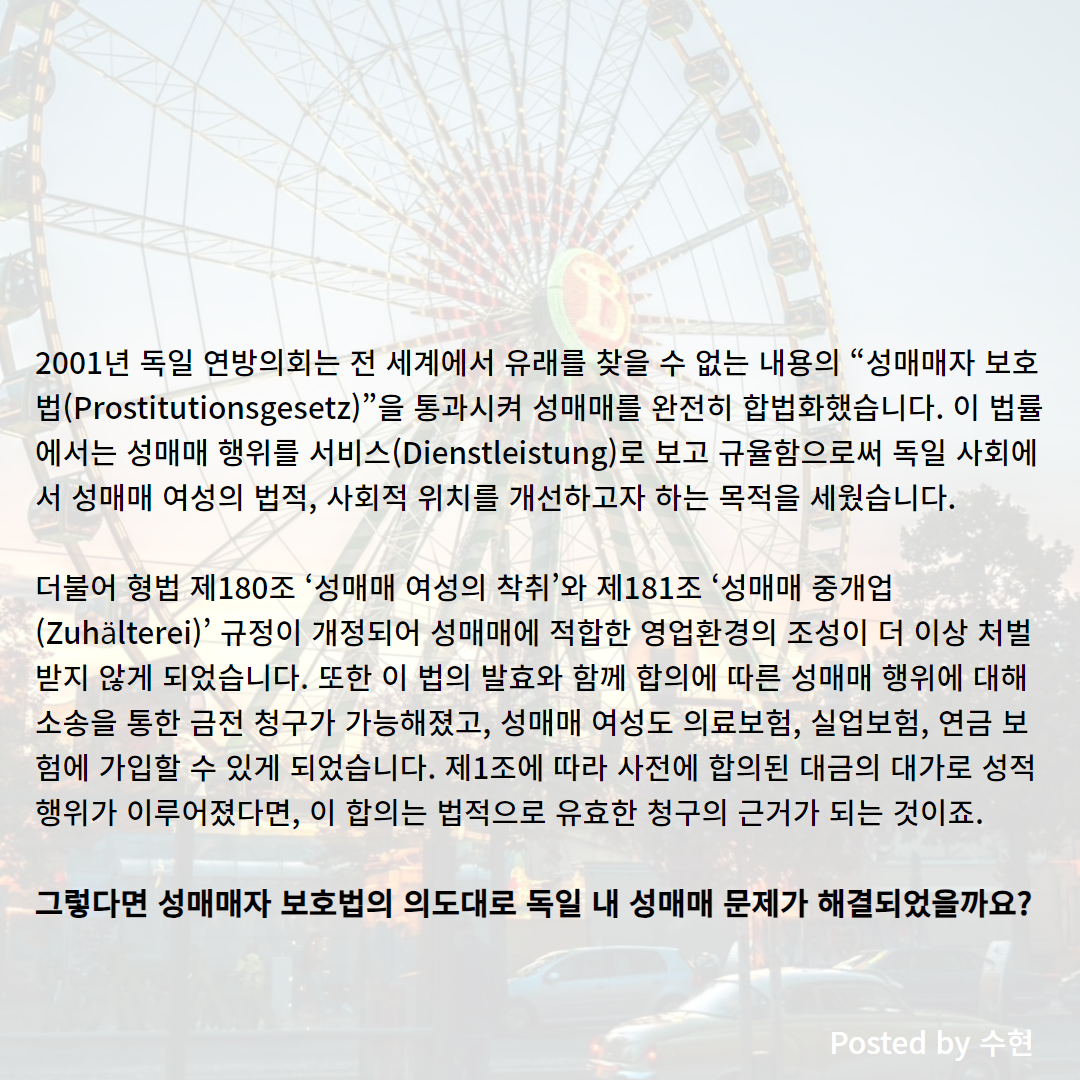 2001년 독일 연방의회는 전 세계에서 유래를 찾을 수 없는 내용의 “성매매자 보호
법(Prostitutionsgesetz)”을 통과시켜 성매매를 완전히 합법화했습니다. 이 법률
에서는 성매매 행위를 서비스(Dienstleistung)로 보고 규율함으로써 독일 사회에
서 성매매 여성의 법적, 사회적 위치를 개선하고자 하는 목적을 세웠습니다.
더불어 형법 제180조 ‘성매매 여성의 착취’와 제181조 ‘성매매 중개업
(Zuhälterei)’ 규정이 개정되어 성매매에 적합한 영업환경의 조성이 더 이상 처벌
받지 않게 되었습니다. 또한 이 법의 발효와 함께 합의에 따른 성매매 행위에 대해
소송을 통한 금전 청구가 가능해졌고, 성매매 여성도 의료보험, 실업보험, 연금 보
험에 가입할 수 있게 되었습니다. 제1조에 따라 사전에 합의된 대금의 대가로 성적
행위가 이루어졌다면, 이 합의는 법적으로 유효한 청구의 근거가 되는 것이죠.
그렇다면 성매매자 보호법의 의도대로 독일 내 성매매 문제가 해결되었을까요?
Posted by 수현